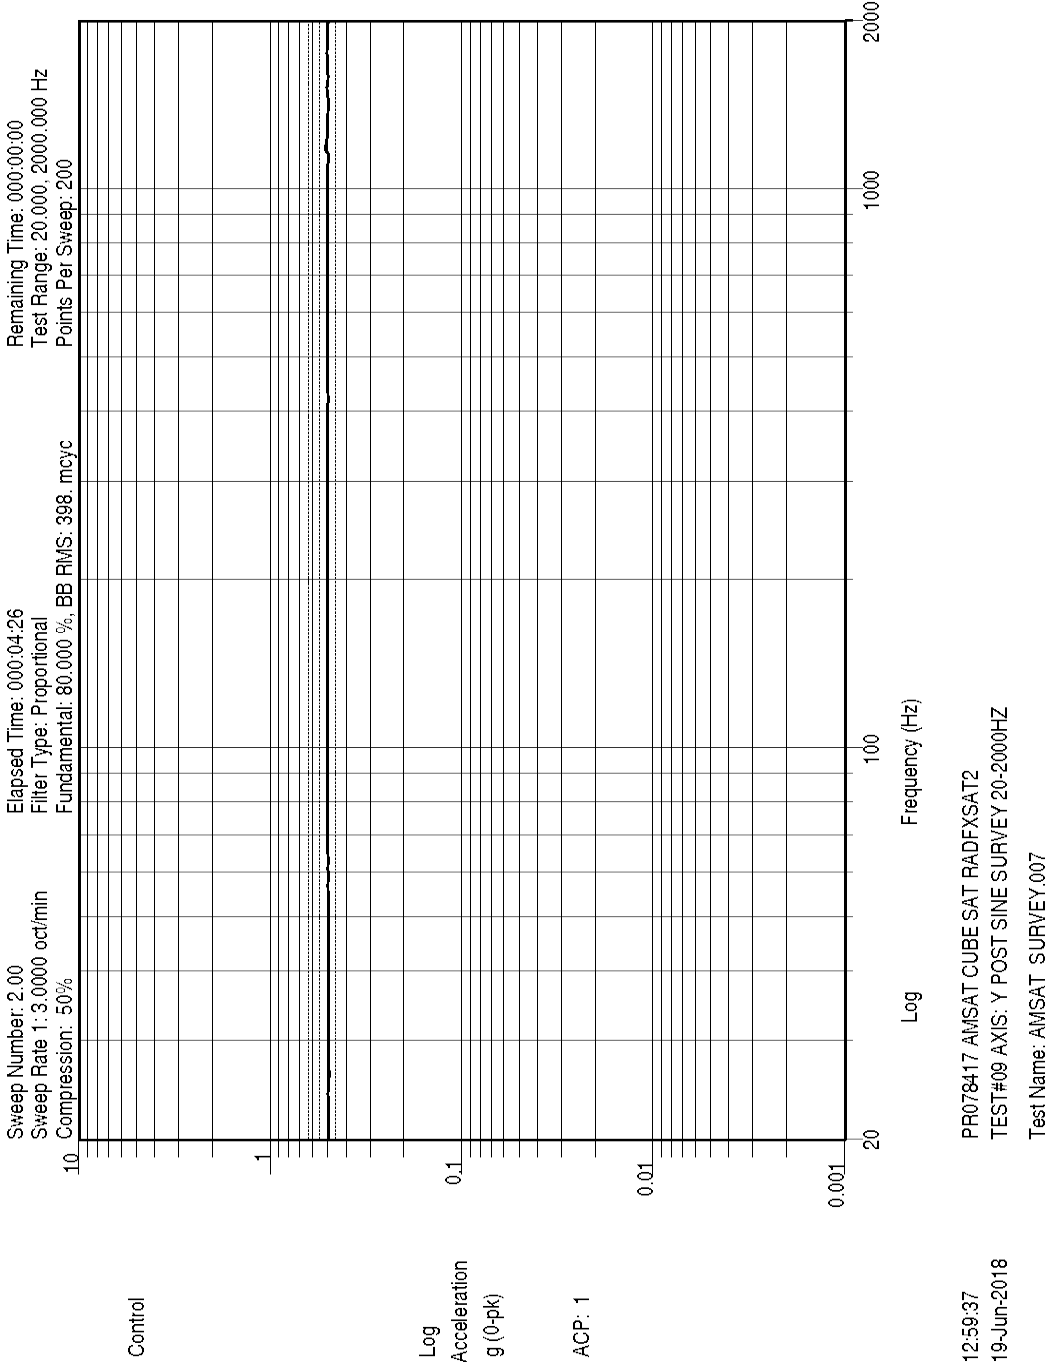 Sweep Number: 2.00 Elapsed Time: 000:04:26 Remaining Time: 000:00:00
Sweep Rate 1: 3.0000 oct/min Filter Type: Proportional Test Range: 20.000, 2000.000 Hz
Compression: 50% Fundamental: 80.000 %, BB RMS: 398. mcyc Points Per Sweep: 200
10
Control
1
Log
Acceleration
0.1
g (0-pk)
ACP: 1
0.01
0.001
20 100 1000 2000
Log Frequency (Hz)
12:59:37 PR078417 AMSAT CUBE SAT RADFXSAT2
19-Jun-2018 TEST#09 AXIS: Y POST SINE SURVEY 20-2000HZ
Test Name: AMSAT_SURVEY.007